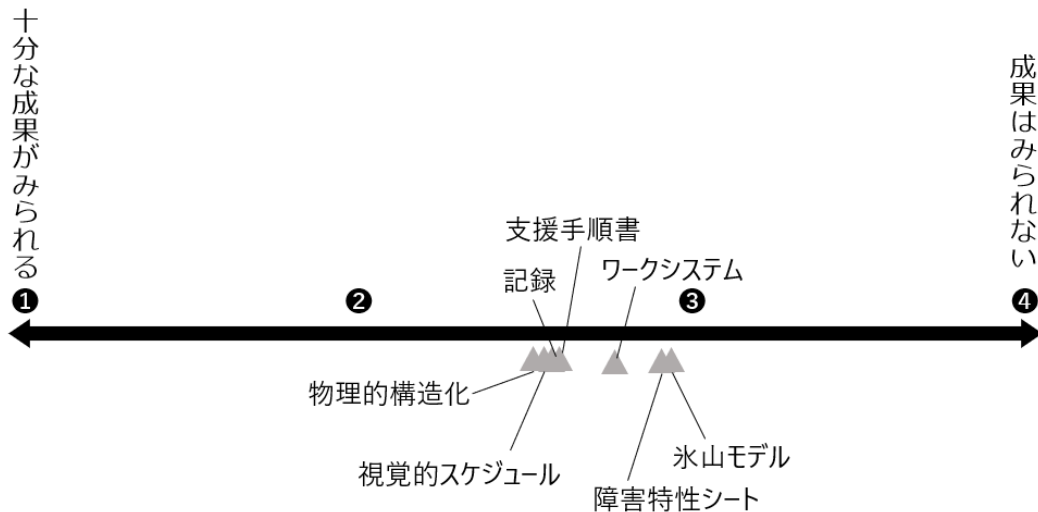 十分な成果がみられる
成果はみられない
支援手順書
記録
ワークシステム
❶
❷
❸
❹
物理的構造化
視覚的スケジュール
氷山モデル
障害特性シート